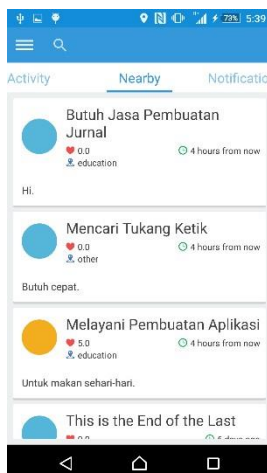 73% 5:39
Activity Nearby Notificatio
Butuh Jasa Pembuatan
Jurnal
0.0 4 hours from now
education
Hi.
Mencari Tukang Ketik
0.0 4 hours from now
other
Butuh cepat.
Melayani Pembuatan Aplikasi
5.0 4 hours from now
education
Untuk makan sehari-hari.
This is the End of the Last